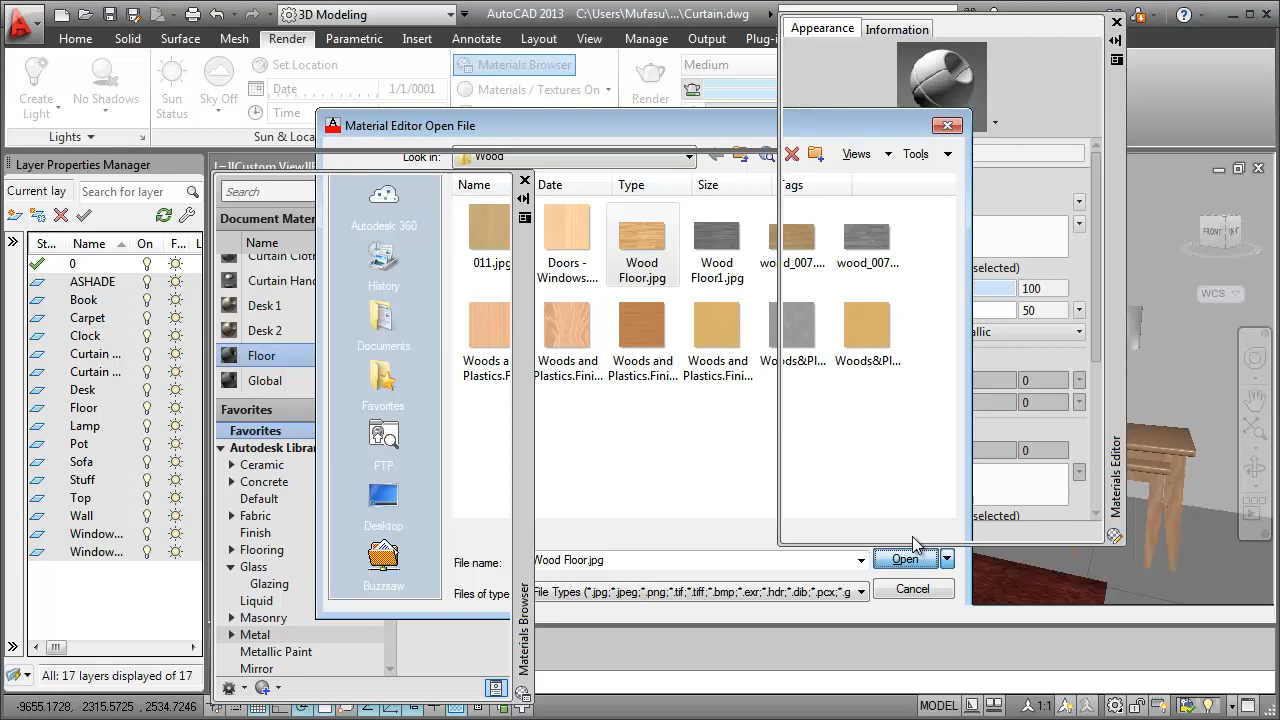 3D Modeling
AutoCAD 2013 C:\Users\Mufasu\...\Curtain.dwg
Home Solid Surface Mesh Render Parametric Insert Annotate Layout View Manage Output Plug-i
Create Light
No Shadows
Sun Status
Sky Off
Set Location
Date 1/1/0001
Time
Materials Browser
Materials / Textures On
Render
Medium
Lights
Sun & Loca
Appearance Information
Material Editor Open File
Look in: Wood
Views Tools
Layer Properties Manager
Current lay Search for layer
St... Name On F... L
0
ASHADE
Book
Carpet
Clock
Curtain ...
Curtain ...
Desk
Floor
Lamp
Pot
Sofa
Stuff
Top
Wall
Window...
Window...
All: 17 layers displayed of 17
[-][Custom View][
Search
Document Mater
Name
Curtain Cloth
Curtain Hand
Desk 1
Desk 2
Floor
Global
Favorites
Favorites
Autodesk Librar
Ceramic
Concrete
Default
Fabric
Finish
Flooring
Glass
Glazing
Liquid
Masonry
Metal
Metallic Paint
Mirror
Materials Browser
Autodesk 360
History
Documents
Favorites
FTP
Desktop
Buzzsaw
Name Date Type Size Tags
011.jpg
Doors - Windows....
Wood Floor.jpg
Wood Floor1.jpg
wood_007....
wood_007...
Woods a Plastics.F
Woods and Plastics.Fini...
Woods and Plastics.Fini...
Woods and Plastics.Fini...
Woods&Pl...
Woods&Pl...
File name: Wood Floor.jpg
Open
Files of type File Types (*.jpg;*.jpeg;*.png;*.tif;*.tiff;*.bmp;*.exr;*.hdr;*.dib;*.pcx;*.g
Cancel
selected)
100
50
allic
0
0
0
selected)
Materials Editor
FRONT
WCS
-9655.1728, -2315.5725, 2534.7246
MODEL
1:1